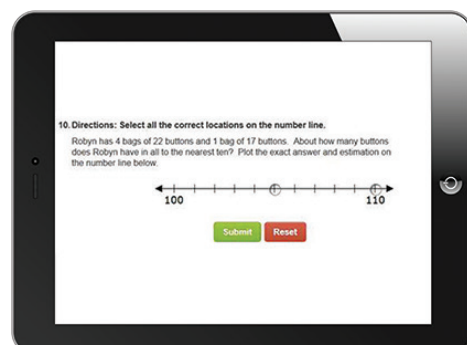 10. Directions: Select all the correct locations on the number line.
Robyn has 4 bags of 22 buttons and 1 bag of 17 buttons. About how many buttons
does Robyn have in all to the nearest ten? Plot the exact answer and estimation on
the number line below.
100 110
Submit Reset